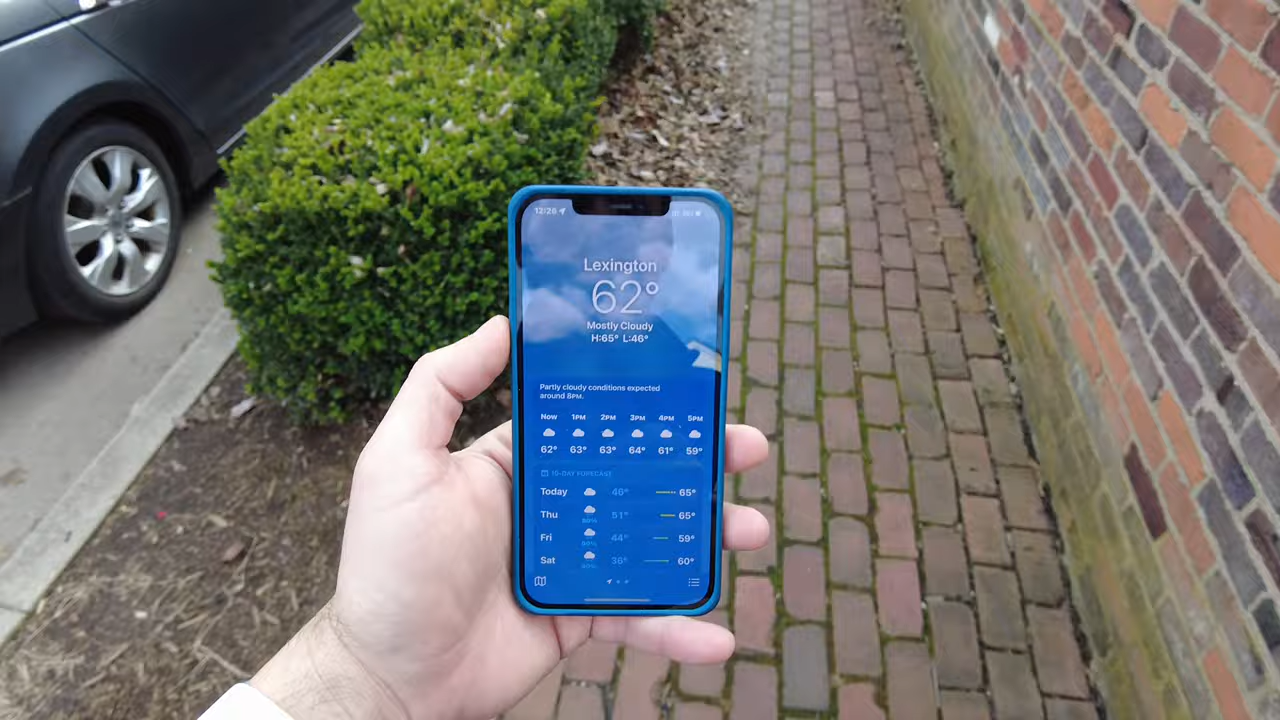 12:26
Lexington
62°
Mostly Cloudy
H:65° L:46°
Partly cloudy conditions expected
around 8PM.
Now 1PM 2PM 3PM 4PM 5PM
62° 63° 63° 64° 61° 59°
10-DAY FORECAST
Today 46° 65°
Thu 51° 65°
Fri 44° 59°
Sat 36° 60°